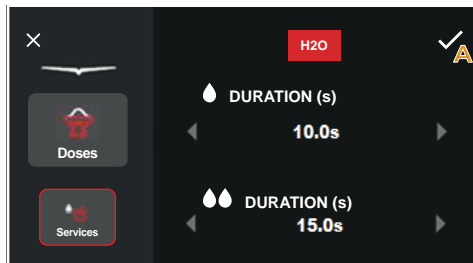 H2O
A
DURATION (s)
10.0s
Doses
DURATION (s)
15.0s
Services